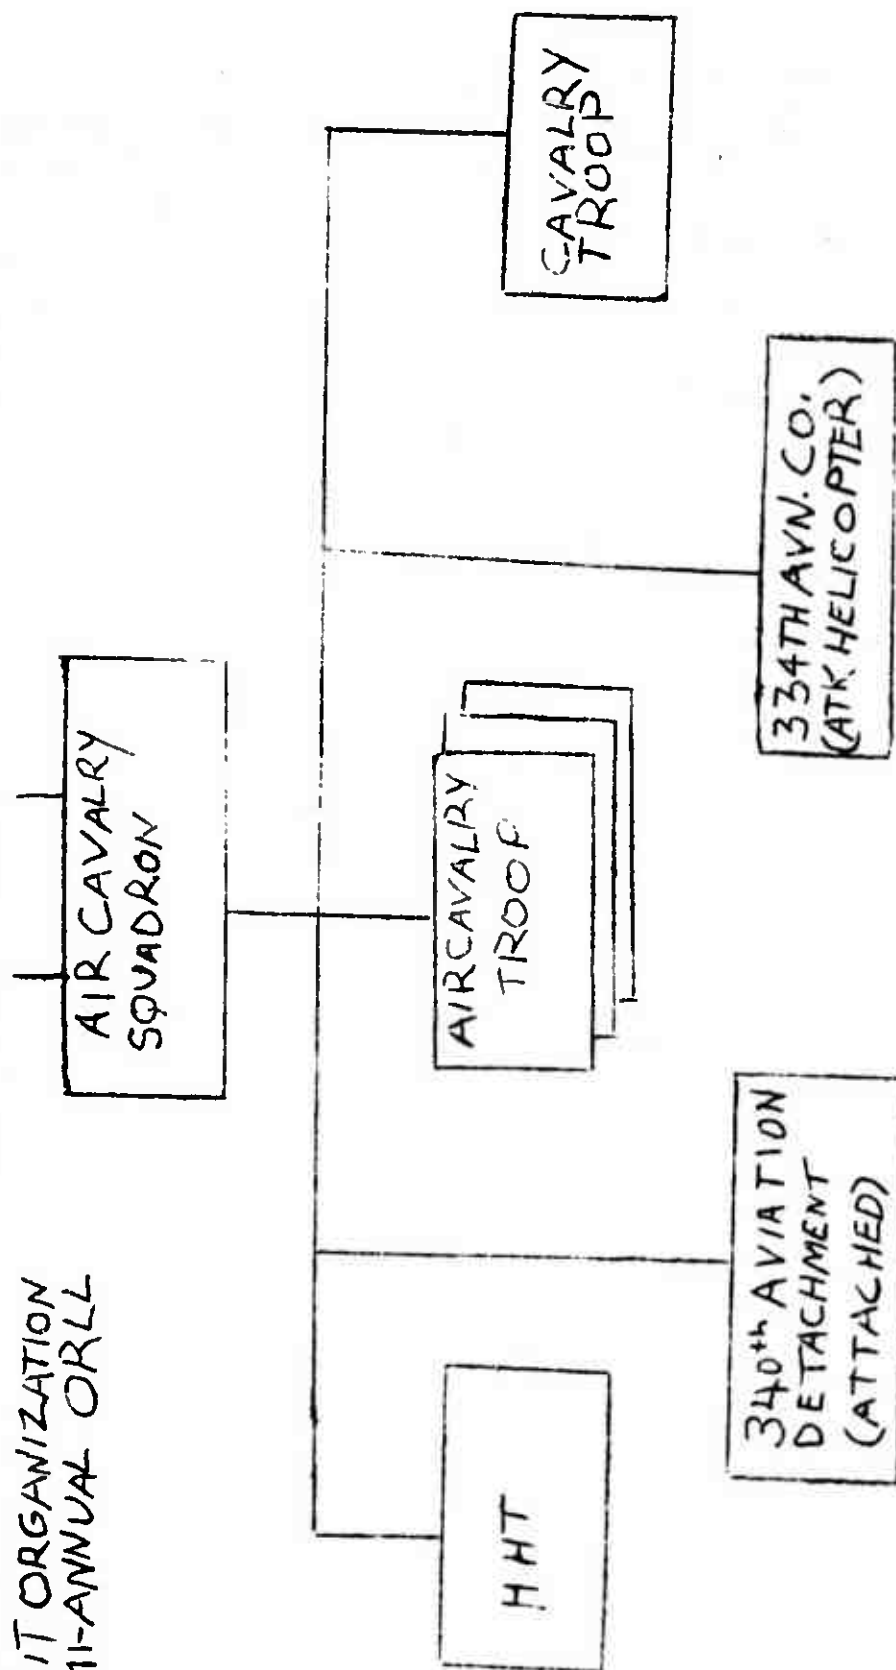 IT ORGANIZATION
MI-ANNUAL ORLL
AIR CAVALRY
SQUADRON
HHT
340th AVIATION
DETACHMENT
(ATTACHED)
AIR CAVALRY
TROOP
334TH AVN. CO.
(ATK HELICOPTER)
CAVALRY
TROOP